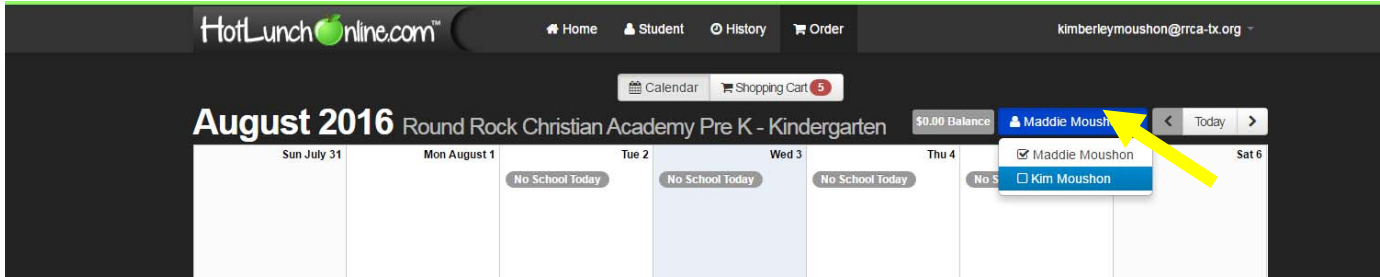 HotLunchOnline.com™ Home Student History Order kimberleymoushon@rrca-tx.org
Calendar Shopping Cart 5
August 2016 Round Rock Christian Academy Pre K - Kindergarten $0.00 Balance Maddie Today
Sun July 31 Mon August 1 Tue 2 Wed 3 Thu 4 Maddie Moushon Sat 6
No School Today No School Today No School Today No Kim Moushon